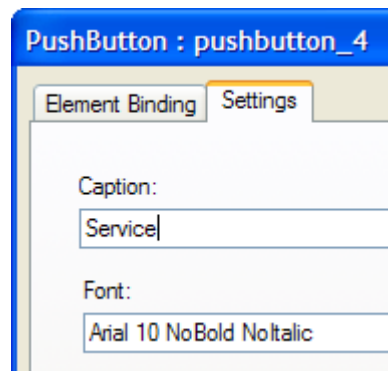 PushButton : pushbutton_4
Element Binding Settings
Caption:
Service
Font:
Arial 10 NoBold NoItalic